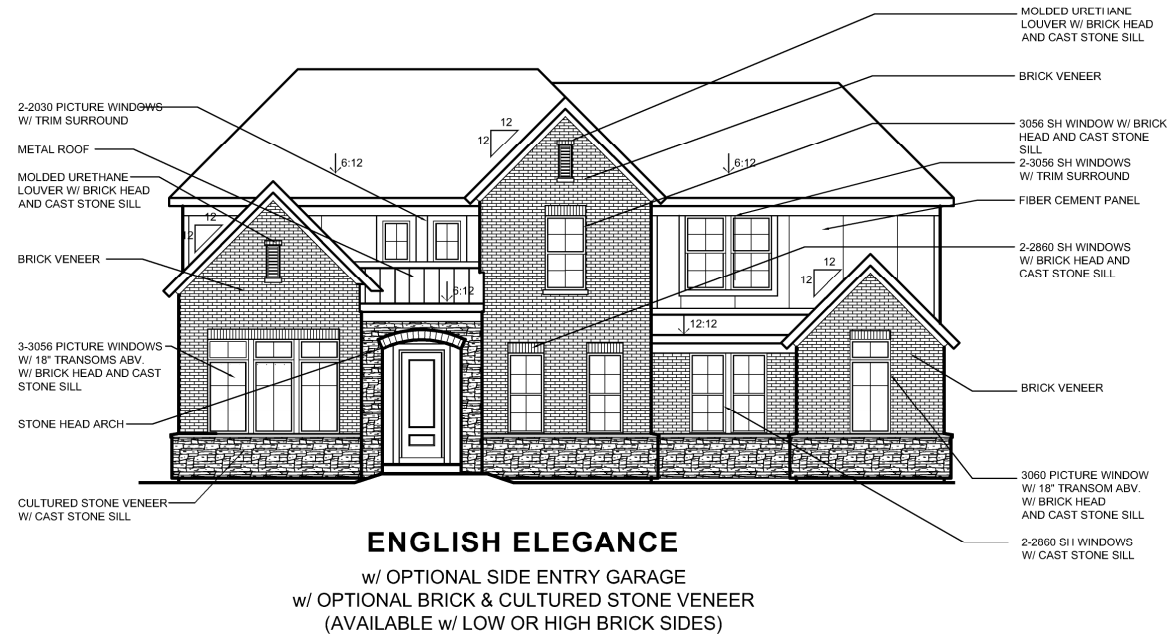 MOLDED URETHANE
LOUVER W/ BRICK HEAD
AND CAST STONE SILL
BRICK VENEER
3056 SH WINDOW W/ BRICK
HEAD AND CAST STONE
SILL
2-3056 SH WINDOWS
W/ TRIM SURROUND
FIBER CEMENT PANEL
2-2860 SH WINDOWS
W/ BRICK HEAD AND
CAST STONE SILL
BRICK VENEER
3060 PICTURE WINDOW
W/ 18" TRANSOM ABV.
W/ BRICK HEAD
AND CAST STONE SILL
2-2860 SH WINDOWS
W/ CAST STONE SILL
2-2030 PICTURE WINDOWS
W/ TRIM SURROUND
METAL ROOF
MOLDED URETHANE
LOUVER W/ BRICK HEAD
AND CAST STONE SILL
BRICK VENEER
3-3056 PICTURE WINDOWS
W/ 18" TRANSOMS ABV.
W/ BRICK HEAD AND CAST
STONE SILL
STONE HEAD ARCH
CULTURED STONE VENEER
W/ CAST STONE SILL
12
12
6:12
6:12
12
12
6:12
12
12
12:12
ENGLISH ELEGANCE
w/ OPTIONAL SIDE ENTRY GARAGE
w/ OPTIONAL BRICK & CULTURED STONE VENEER
(AVAILABLE w/ LOW OR HIGH BRICK SIDES)